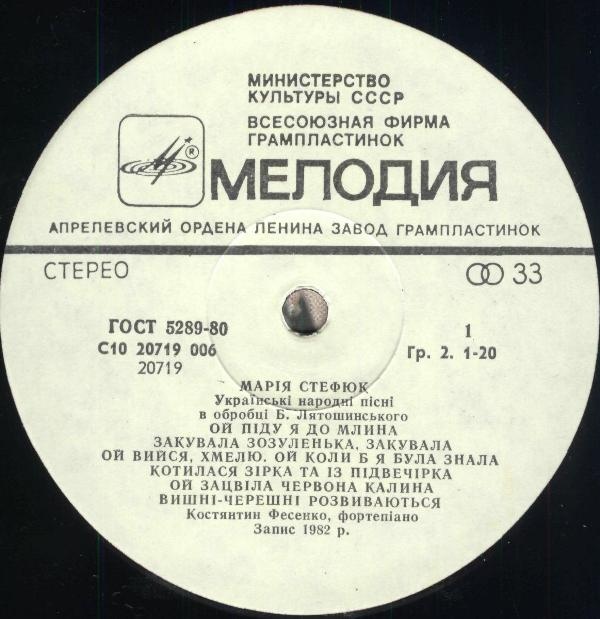 МИНИСТЕРСТВО
КУЛЬТУРЫ СССР
ВСЕСОЮЗНАЯ ФИРМА
ГРАМПЛАСТИНОК
®
МЕЛОДИЯ
АПРЕЛЕВСКИЙ ОРДЕНА ЛЕНИНА ЗАВОД ГРАМПЛАСТИНОК
СТЕРЕО
33
ГОСТ 5289-80
1
С10 20719 006
Гр. 2. 1-20
20719
МАРІЯ СТЕФЮК
Українські народні пісні
в обробці Б. Лятошинського
ОЙ ПІДУ Я ДО МЛИНА
ЗАКУВАЛА ЗОЗУЛЕНЬКА, ЗАКУВАЛА
ОЙ ВИЙСЯ, ХМЕЛЮ. ОЙ КОЛИ Б Я БУЛА ЗНАЛА
КОТИЛАСЯ ЗІРКА ТА ІЗ ПІДВЕЧІРКА
ОЙ ЗАЦВІЛА ЧЕРВОНА КАЛИНА
ВИШНІ-ЧЕРЕШНІ РОЗВИВАЮТЬСЯ
Костянтин Фесенко, фортепіано
Запис 1982 р.